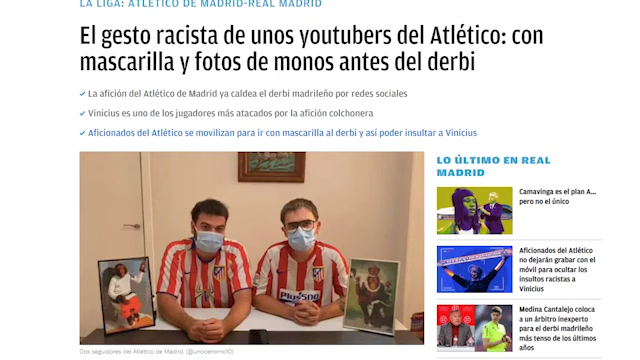 LA LIGA: ATLÉTICO DE MADRID-REAL MADRID
El gesto racista de unos youtubers del Atlético: con
mascarilla y fotos de monos antes del derbi
La afición del Atlético de Madrid ya caldea el derbi madrileño por redes sociales
Vinicius es uno de los jugadores más atacados por la afición colchonera
Aficionados del Atlético se movilizan para ir con mascarilla al derbi y así poder insultar a Vinicius
Plus500
Dos seguidores del Atlético de Madrid.
LO ÚLTIMO EN REAL
MADRID
Camavinga es el plan A...
pero no el único
Aficionados del Atlético
no dejarán grabar con el
móvil para ocultar los
insultos racistas a
Vinicius
Medina Cantalejo coloca
a un árbitro inexperto
para el derbi madrileño
más tenso de los últimos
años